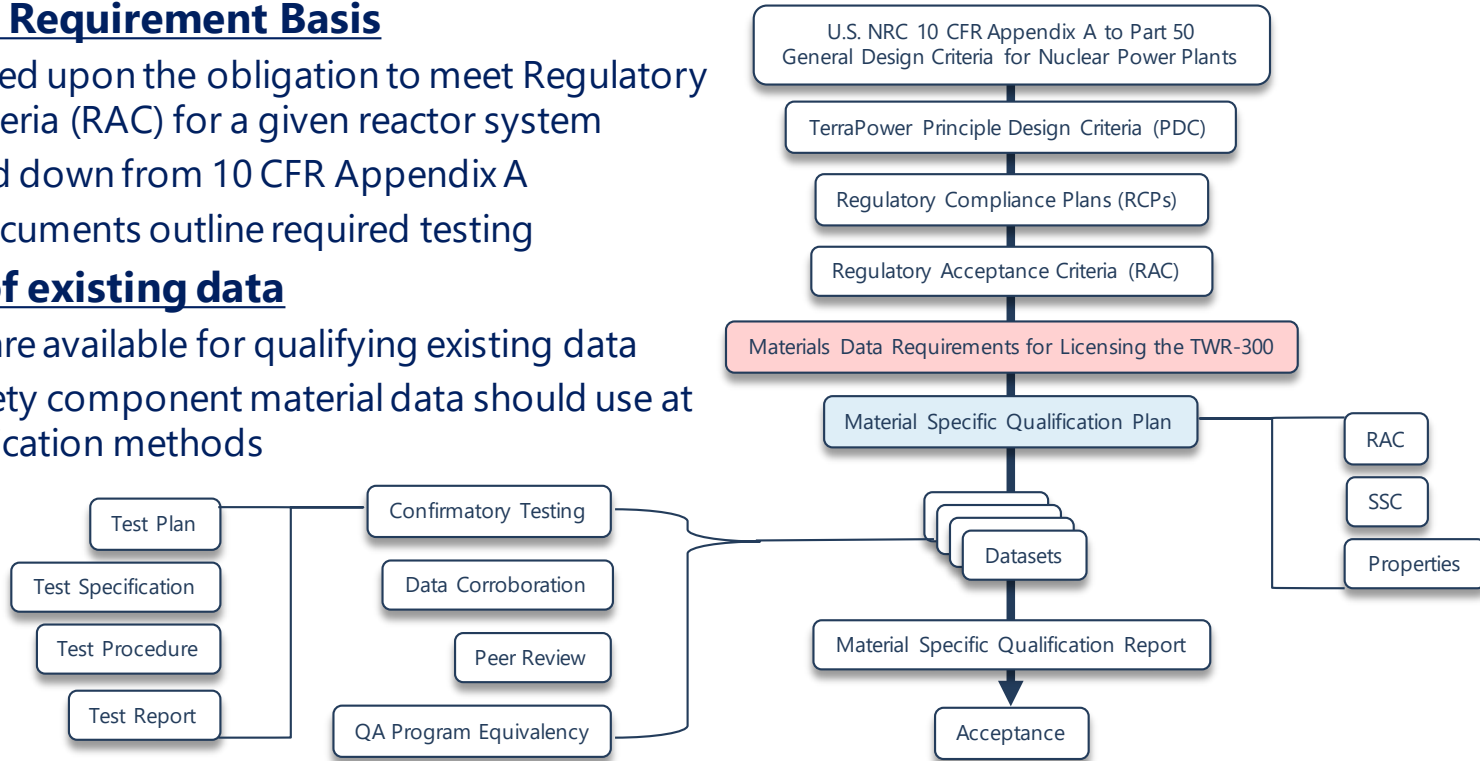 Requirement Basis
ed upon the obligation to meet Regulatory
eria (RAC) for a given reactor system
d down from 10 CFR Appendix A
cuments outline required testing
of existing data
are available for qualifying existing data
ety component material data should use at
cation methods
U.S. NRC 10 CFR Appendix A to Part 50
General Design Criteria for Nuclear Power Plants
TerraPower Principle Design Criteria (PDC)
Regulatory Compliance Plans (RCPs)
Regulatory Acceptance Criteria (RAC)
Materials Data Requirements for Licensing the TWR-300
Material Specific Qualification Plan
RAC
SSC
Properties
Datasets
Confirmatory Testing
Data Corroboration
Peer Review
QA Program Equivalency
Test Plan
Test Specification
Test Procedure
Test Report
Material Specific Qualification Report
Acceptance